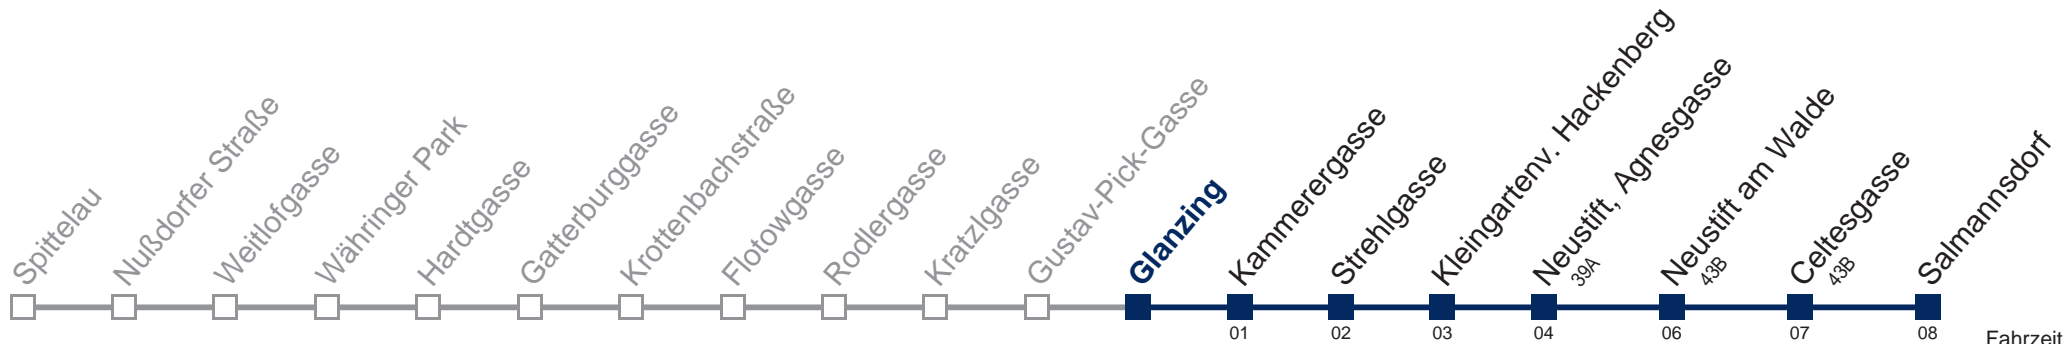 Spittelau
Nußdorfer Straße
Weitlofgasse
Währinger Park
Hardtgasse
Gatterburggasse
Krottenbachstraße
Flotowgasse
Rodlergasse
Kratzlgasse
Gustav-Pick-Gasse
Glanzing
Kammerergasse
Strehlgasse
Kleingartenv. Hackenberg
Neustift, Agnesgasse
39A
Neustift am Walde
43B
Celtesgasse
43B
Salmannsdorf
01 02 03 04 06 07 08 Fahrzeit